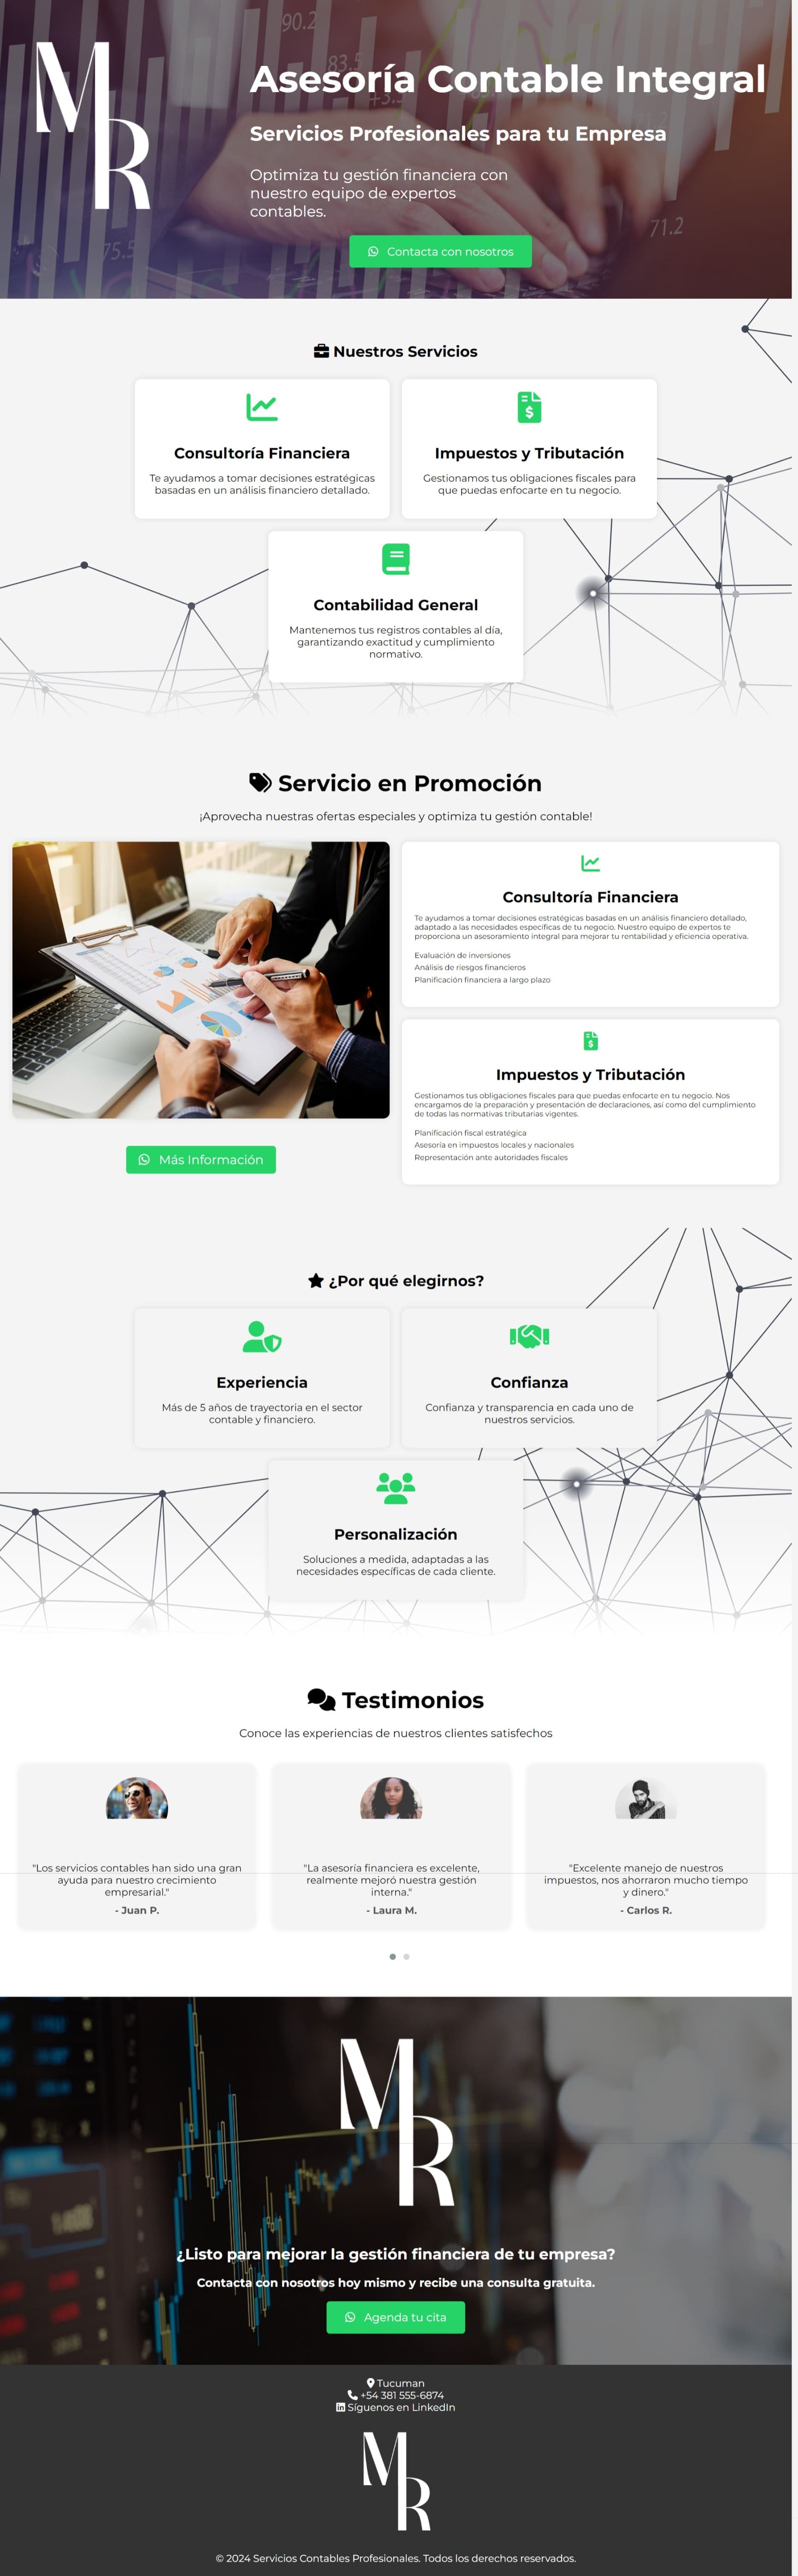 MR
Asesoría Contable Integral
Servicios Profesionales para tu Empresa
Optimiza tu gestión financiera con
nuestro equipo de expertos
contables.
Contacta con nosotros
90.2
83.5
71.2
75.5
Nuestros Servicios
Consultoría Financiera
Te ayudamos a tomar decisiones estratégicas
basadas en un análisis financiero detallado.
Impuestos y Tributación
Gestionamos tus obligaciones fiscales para
que puedas enfocarte en tu negocio.
Contabilidad General
Mantenemos tus registros contables al día,
garantizando exactitud y cumplimiento
normativo.
Servicio en Promoción
¡Aprovecha nuestras ofertas especiales y optimiza tu gestión contable!
Más Información
Consultoría Financiera
Te ayudamos a tomar decisiones estratégicas basadas en un análisis financiero detallado,
adaptado a las necesidades específicas de tu negocio. Nuestro equipo de expertos te
proporciona un asesoramiento integral para mejorar tu rentabilidad y eficiencia operativa.
Evaluación de inversiones
Análisis de riesgos financieros
Planificación financiera a largo plazo
Impuestos y Tributación
Gestionamos tus obligaciones fiscales para que puedas enfocarte en tu negocio. Nos
encargamos de la preparación y presentación de declaraciones, así como del cumplimiento
de todas las normativas tributarias vigentes.
Planificación fiscal estratégica
Asesoría en impuestos locales y nacionales
Representación ante autoridades fiscales
¿Por qué elegirnos?
Experiencia
Más de 5 años de trayectoria en el sector
contable y financiero.
Confianza
Confianza y transparencia en cada uno de
nuestros servicios.
Personalización
Soluciones a medida, adaptadas a las
necesidades específicas de cada cliente.
Testimonios
Conoce las experiencias de nuestros clientes satisfechos
"Los servicios contables han sido una gran
ayuda para nuestro crecimiento
empresarial."
- Juan P.
"La asesoría financiera es excelente,
realmente mejoró nuestra gestión
interna."
- Laura M.
"Excelente manejo de nuestros
impuestos, nos ahorraron mucho tiempo
y dinero."
- Carlos R.
MR
¿Listo para mejorar la gestión financiera de tu empresa?
Contacta con nosotros hoy mismo y recibe una consulta gratuita.
Agenda tu cita
Tucuman
+54 381 555-6874
Síguenos en LinkedIn
MR
© 2024 Servicios Contables Profesionales. Todos los derechos reservados.